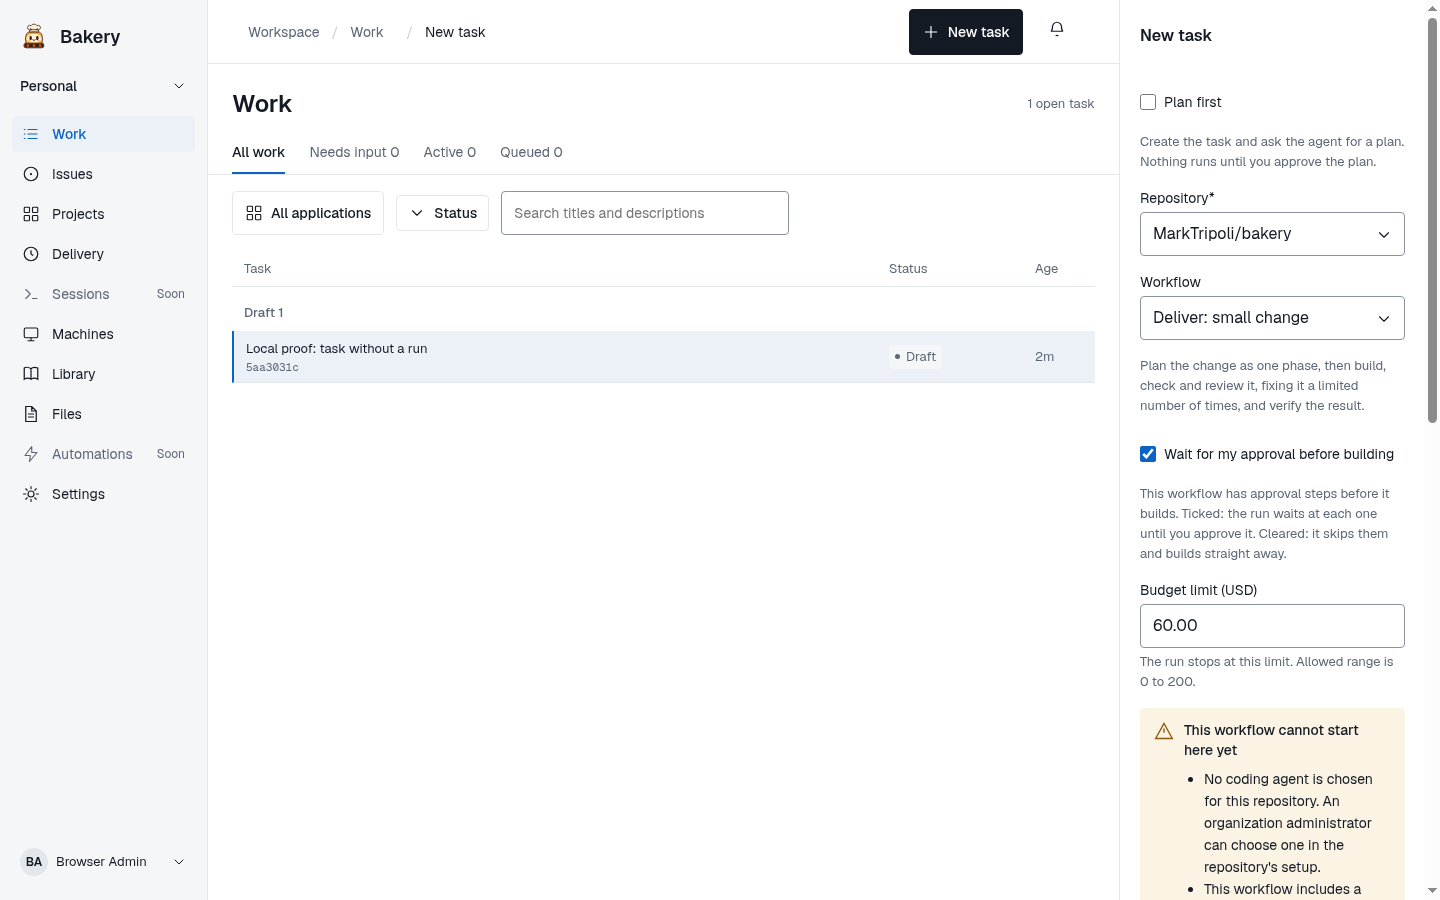 Bakery
Personal
Work
Issues
Projects
Delivery
Sessions Soon
Machines
Library
Files
Automations Soon
Settings
BA Browser Admin
Workspace / Work / New task
New task
Work
1 open task
All work Needs input 0 Active 0 Queued 0
All applications Status Search titles and descriptions
Task Status Age
Draft 1
Local proof: task without a run
5aa3031c
Draft 2m
New task
Plan first
Create the task and ask the agent for a plan.
Nothing runs until you approve the plan.
Repository*
MarkTripoli/bakery
Workflow
Deliver: small change
Plan the change as one phase, then build,
check and review it, fixing it a limited
number of times, and verify the result.
Wait for my approval before building
This workflow has approval steps before it
builds. Ticked: the run waits at each one
until you approve it. Cleared: it skips them
and builds straight away.
Budget limit (USD)
60.00
The run stops at this limit. Allowed range is
0 to 200.
This workflow cannot start
here yet
• No coding agent is chosen
for this repository. An
organization administrator
can choose one in the
repository's setup.
• This workflow includes a